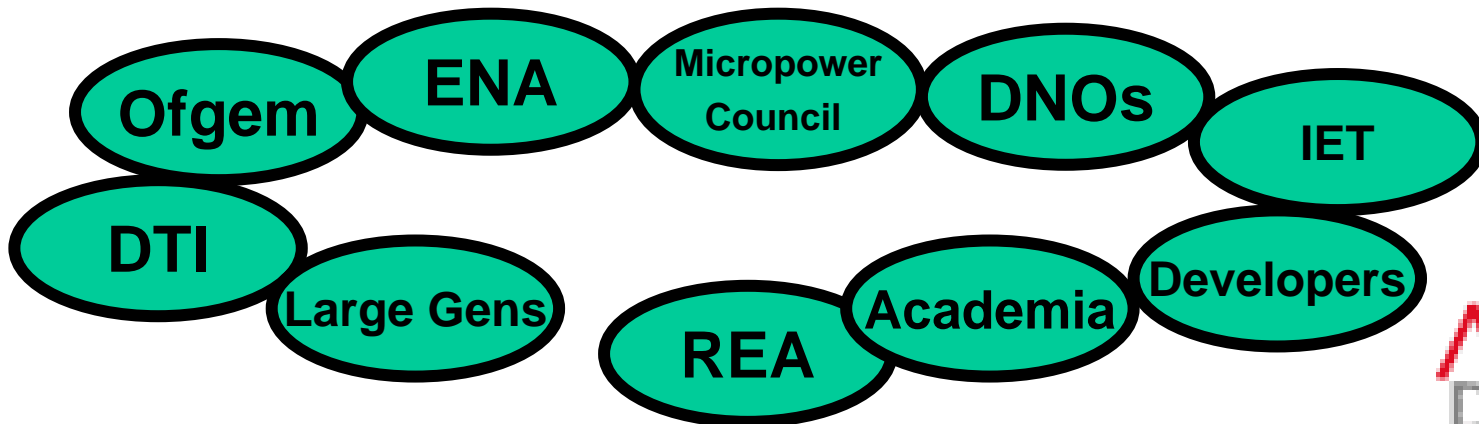 Ofgem
ENA
Micropower
Council
DNOs
IET
DTI
Large Gens
REA
Academia
Developers